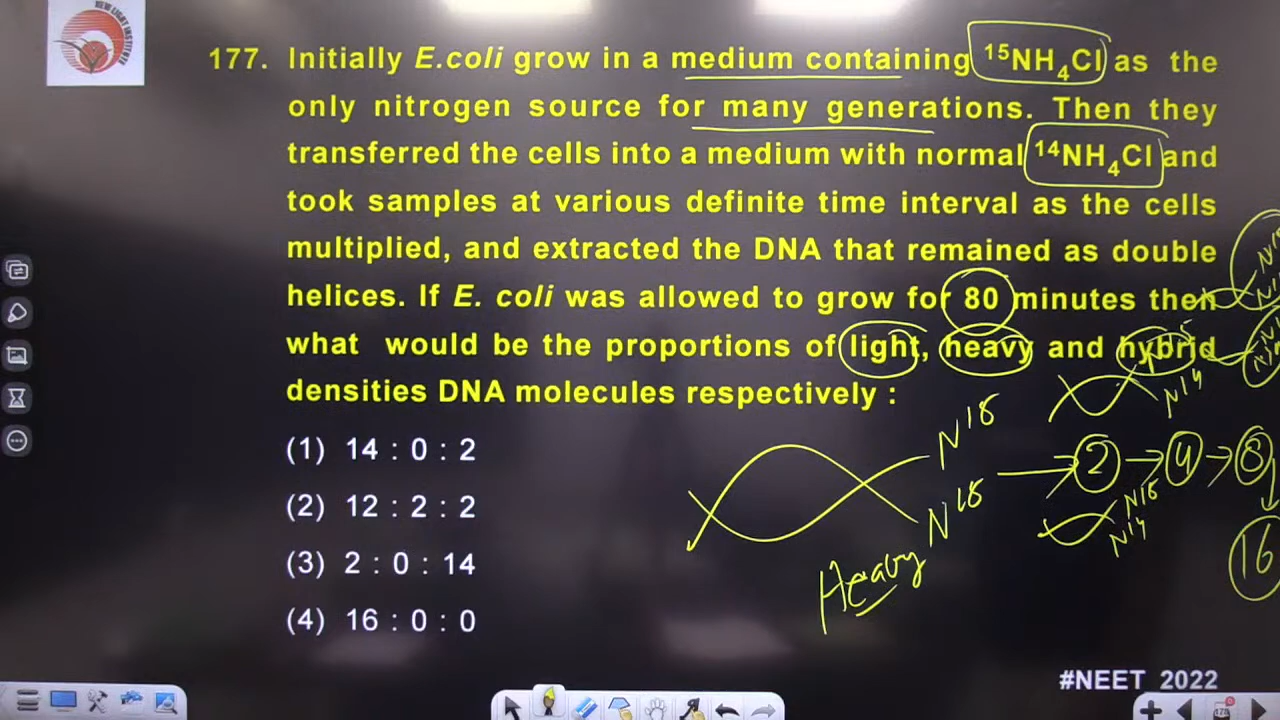 NEW LIGHT INSTITUTE
177. Initially E.coli grow in a medium containing ¹⁵NH₄Cl as the
only nitrogen source for many generations. Then they
transferred the cells into a medium with normal ¹⁴NH₄Cl and
took samples at various definite time interval as the cells
multiplied, and extracted the DNA that remained as double
helices. If E. coli was allowed to grow for 80 minutes then
what would be the proportions of light, heavy and hybrid
densities DNA molecules respectively :
(1) 14 : 0 : 2
(2) 12 : 2 : 2
(3) 2 : 0 : 14
(4) 16 : 0 : 0
N¹⁵
N¹⁵
Heavy
N¹⁴
2 → 4 → 8
N¹⁵
N¹⁴
16
#NEET 2022